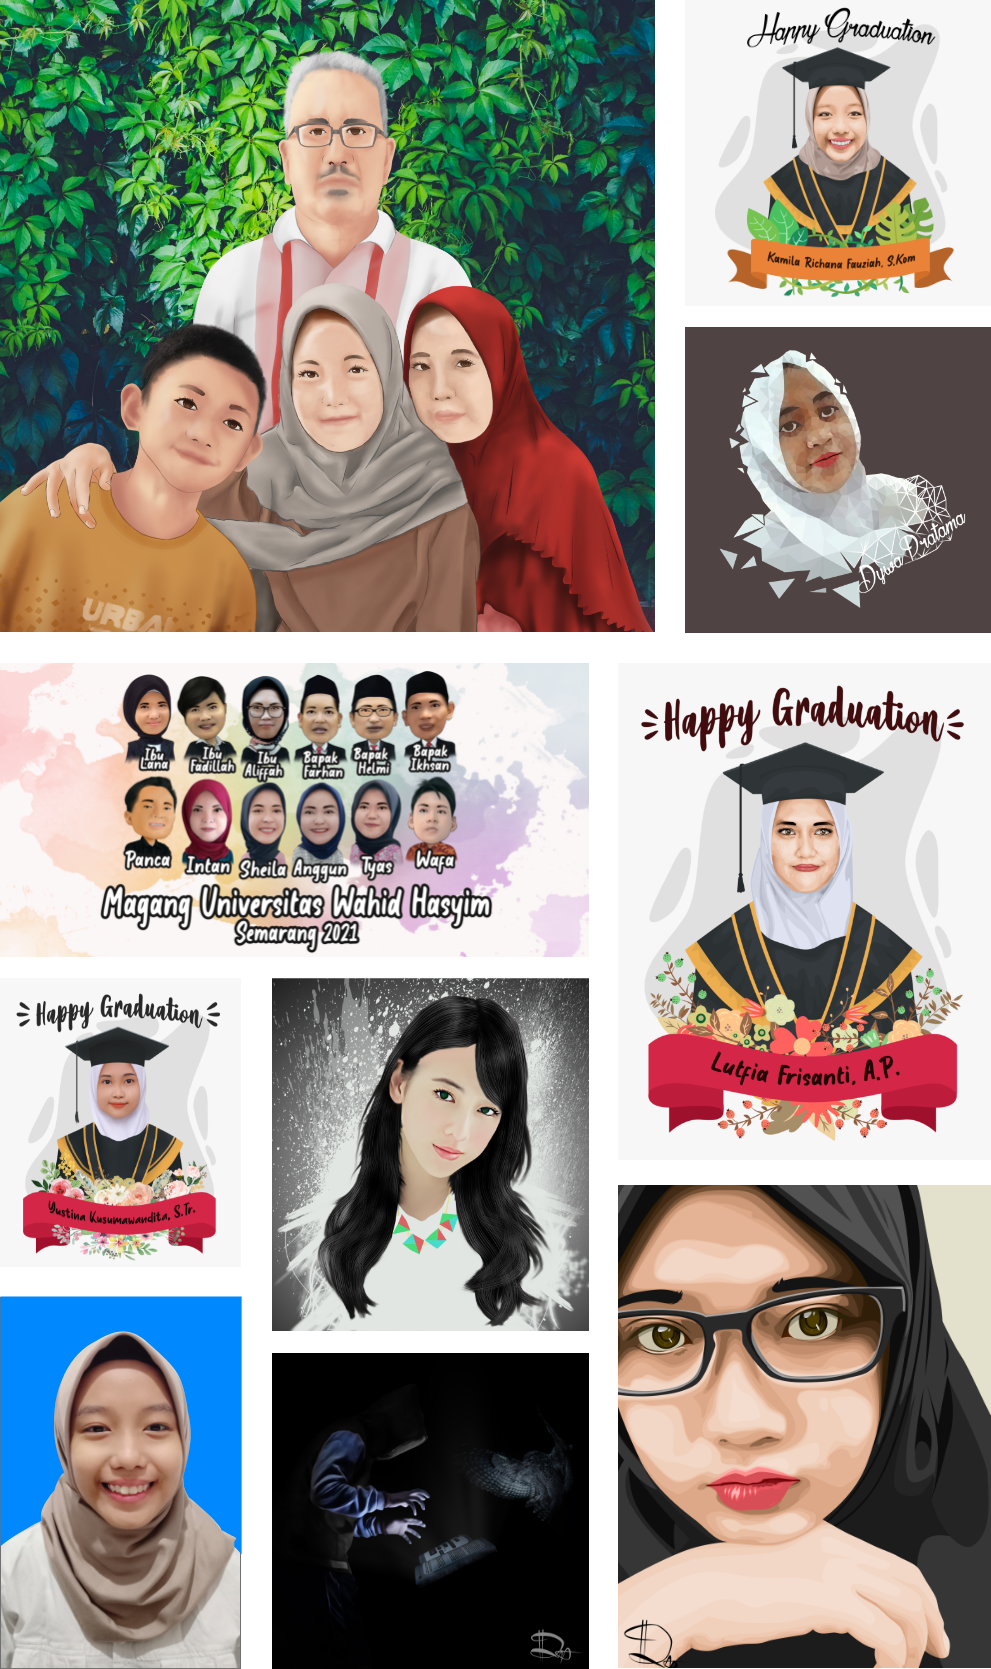 Happy Graduation
Kamila Richana Fauziah, S.Kom
URBA
Dywa Pratama
Ibu Lana
Ibu Fadillah
Ibu Aliffah
Bapak Farhan
Bapak Helmi
Bapak Ikhsan
Panca
Intan
Sheila
Anggun
Tyas
Wafa
Magang Universitas Wahid Hasyim
Semarang 2021
Happy Graduation
Lutfia Frisanti, A.P.
Happy Graduation
Yustina Kusumawandita, S.Tr.